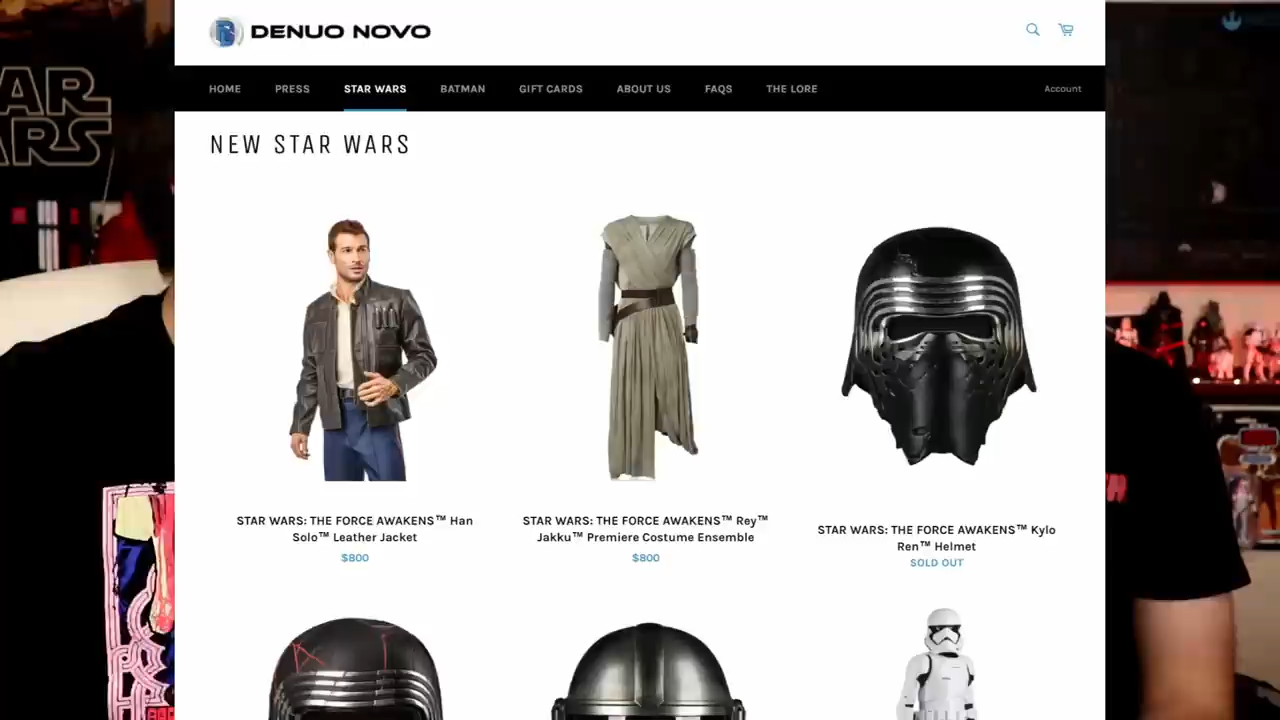 DENUO NOVO
HOME PRESS STAR WARS BATMAN GIFT CARDS ABOUT US FAQS THE LORE Account
NEW STAR WARS
STAR WARS: THE FORCE AWAKENS™ Han
Solo™ Leather Jacket
$800
STAR WARS: THE FORCE AWAKENS™ Rey™
Jakku™ Premiere Costume Ensemble
$800
STAR WARS: THE FORCE AWAKENS™ Kylo
Ren™ Helmet
SOLD OUT
AR
ARS